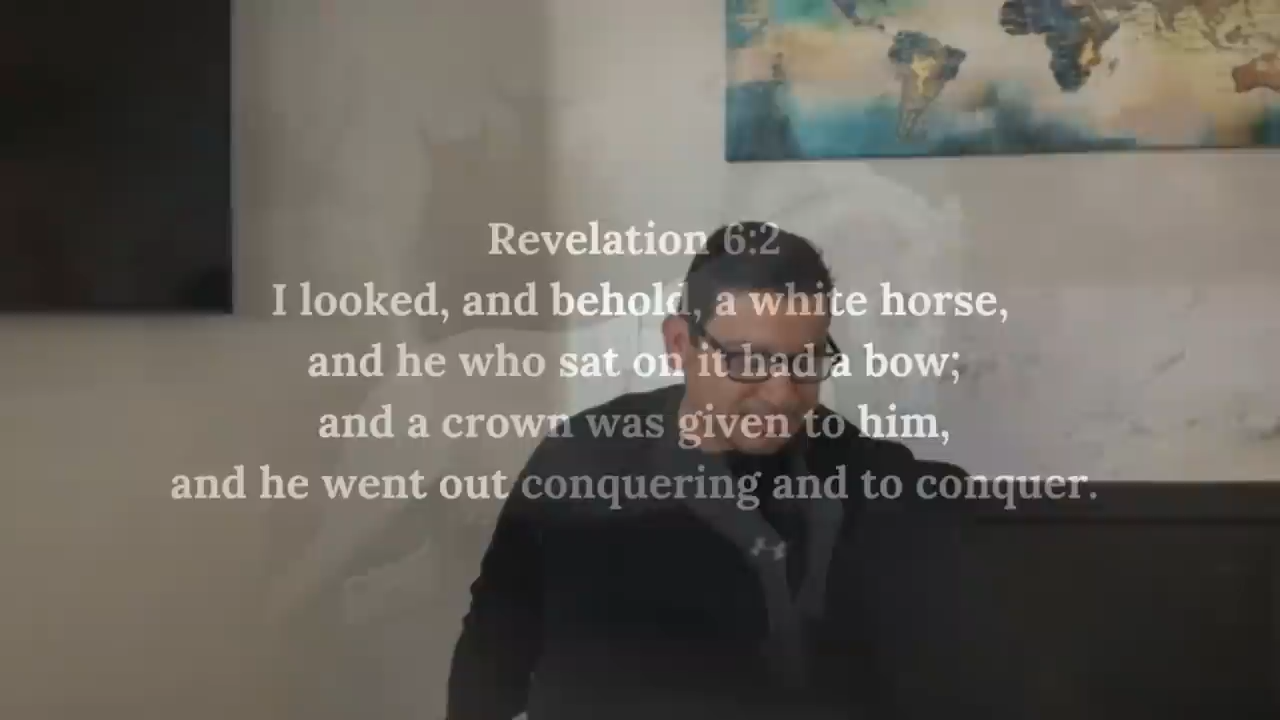 Revelation 6:2
I looked, and behold, a white horse,
and he who sat on it had a bow;
and a crown was given to him,
and he went out conquering and to conquer.